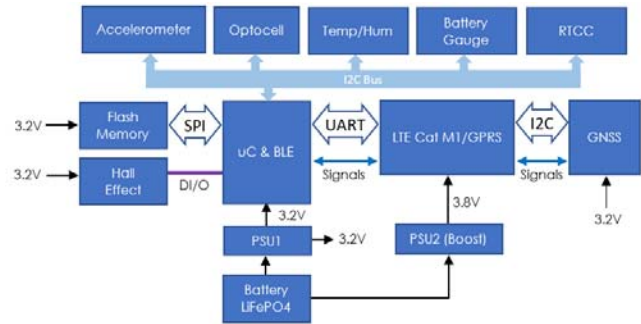 Accelerometer
Optocell
Temp/Hum
Battery
Gauge
RTCC
I2C Bus
3.2V
Flash
Memory
SPI
uC & BLE
UART
LTE Cat M1/GPRS
I2C
GNSS
3.2V
Hall
Effect
DI/O
Signals
Signals
3.2V
3.8V
3.2V
PSU1
3.2V
PSU2 (Boost)
Battery
LiFePO4